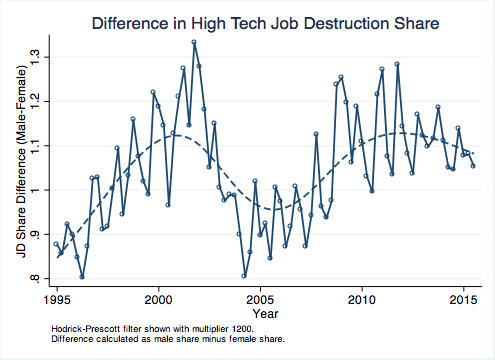 Difference in High Tech Job Destruction Share
JD Share Difference (Male-Female)
1.3
1.2
1.1
1
.9
.8
1995 2000 2005 2010 2015
Year
Hodrick-Prescott filter shown with multiplier 1200.
Difference calculated as male share minus female share.